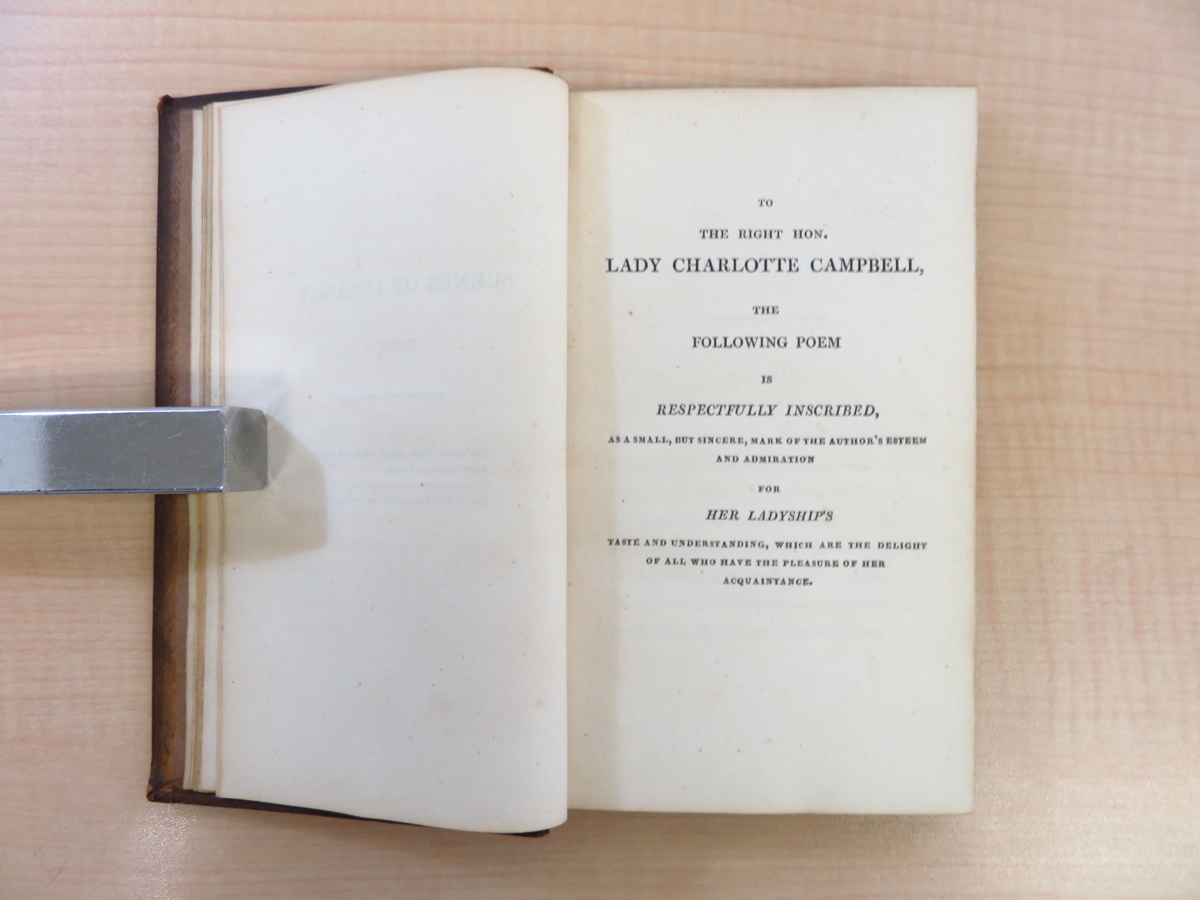 TO
THE RIGHT HON.
LADY CHARLOTTE CAMPBELL,
THE
FOLLOWING POEM
IS
RESPECTFULLY INSCRIBED,
AS A SMALL, BUT SINCERE, MARK OF THE AUTHOR'S ESTEEM
AND ADMIRATION
FOR
HER LADYSHIP'S
TASTE AND UNDERSTANDING, WHICH ARE THE DELIGHT
OF ALL WHO HAVE THE PLEASURE OF HER
ACQUAINTANCE.